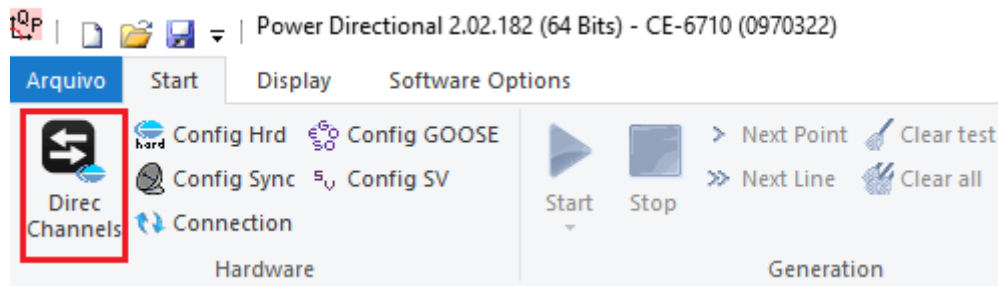 Power Directional 2.02.182 (64 Bits) - CE-6710 (0970322)
Arquivo Start Display Software Options
Direc
Channels
hard Config Hrd Config GOOSE
Config Sync Config SV
Connection
Hardware
Start
Stop
Next Point Clear test
Next Line Clear all
Generation